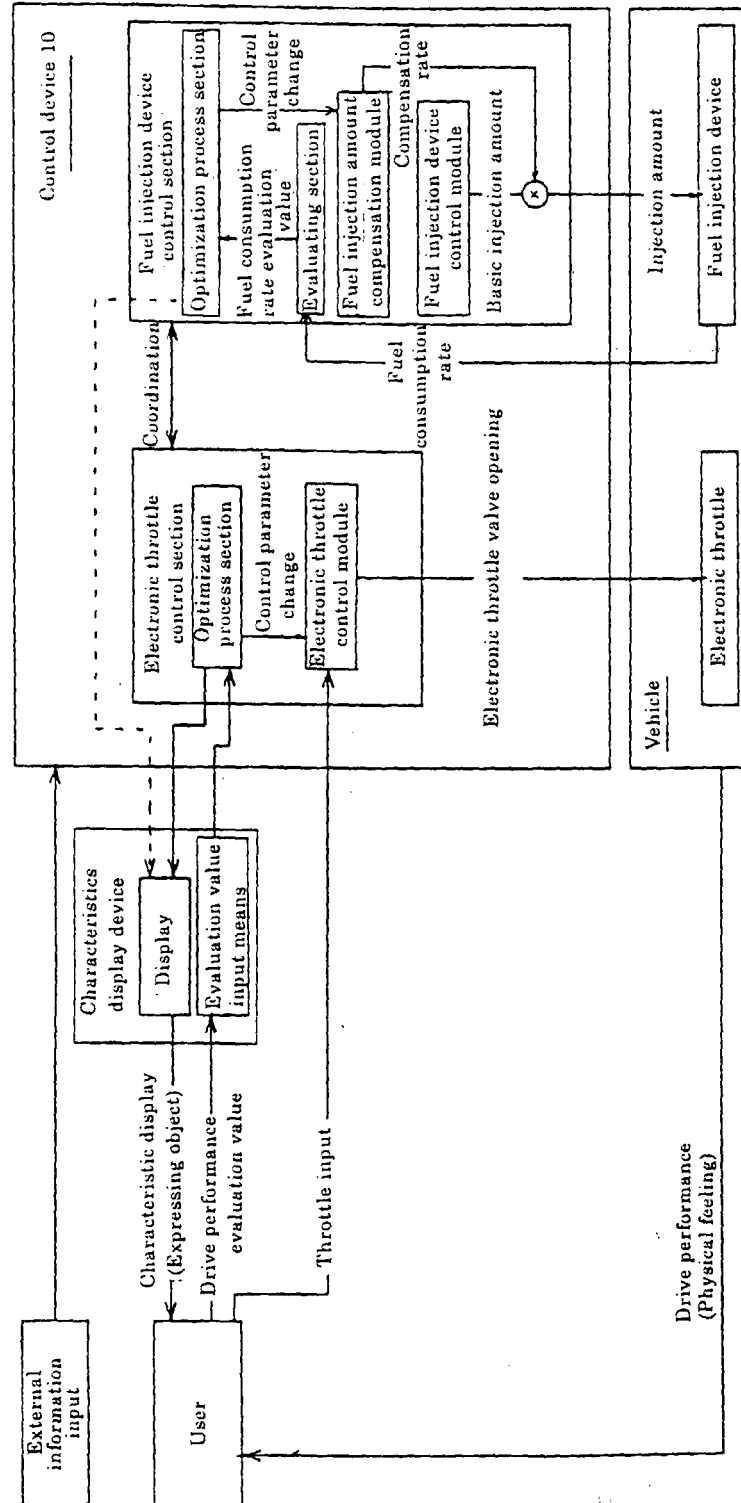 External
information
input
User
Characteristic display
(Expressing object)
Drive performance
evaluation value
Throttle input
Drive performance
(Physical feeling)
Characteristics
display device
Display
Evaluation value
input means
Control device 10
Electronic throttle
control section
Optimization
process section
Control parameter
change
Electronic throttle
control module
Coordination
Electronic throttle valve opening
Fuel injection device
control section
Optimization process section
Fuel consumption
rate evaluation
value
Control
parameter
change
Evaluating section
Fuel injection amount
compensation module
Compensation
rate
Fuel injection device
control module
Basic injection amount
x
Fuel
consumption
rate
Injection amount
Vehicle
Electronic throttle
Fuel injection device